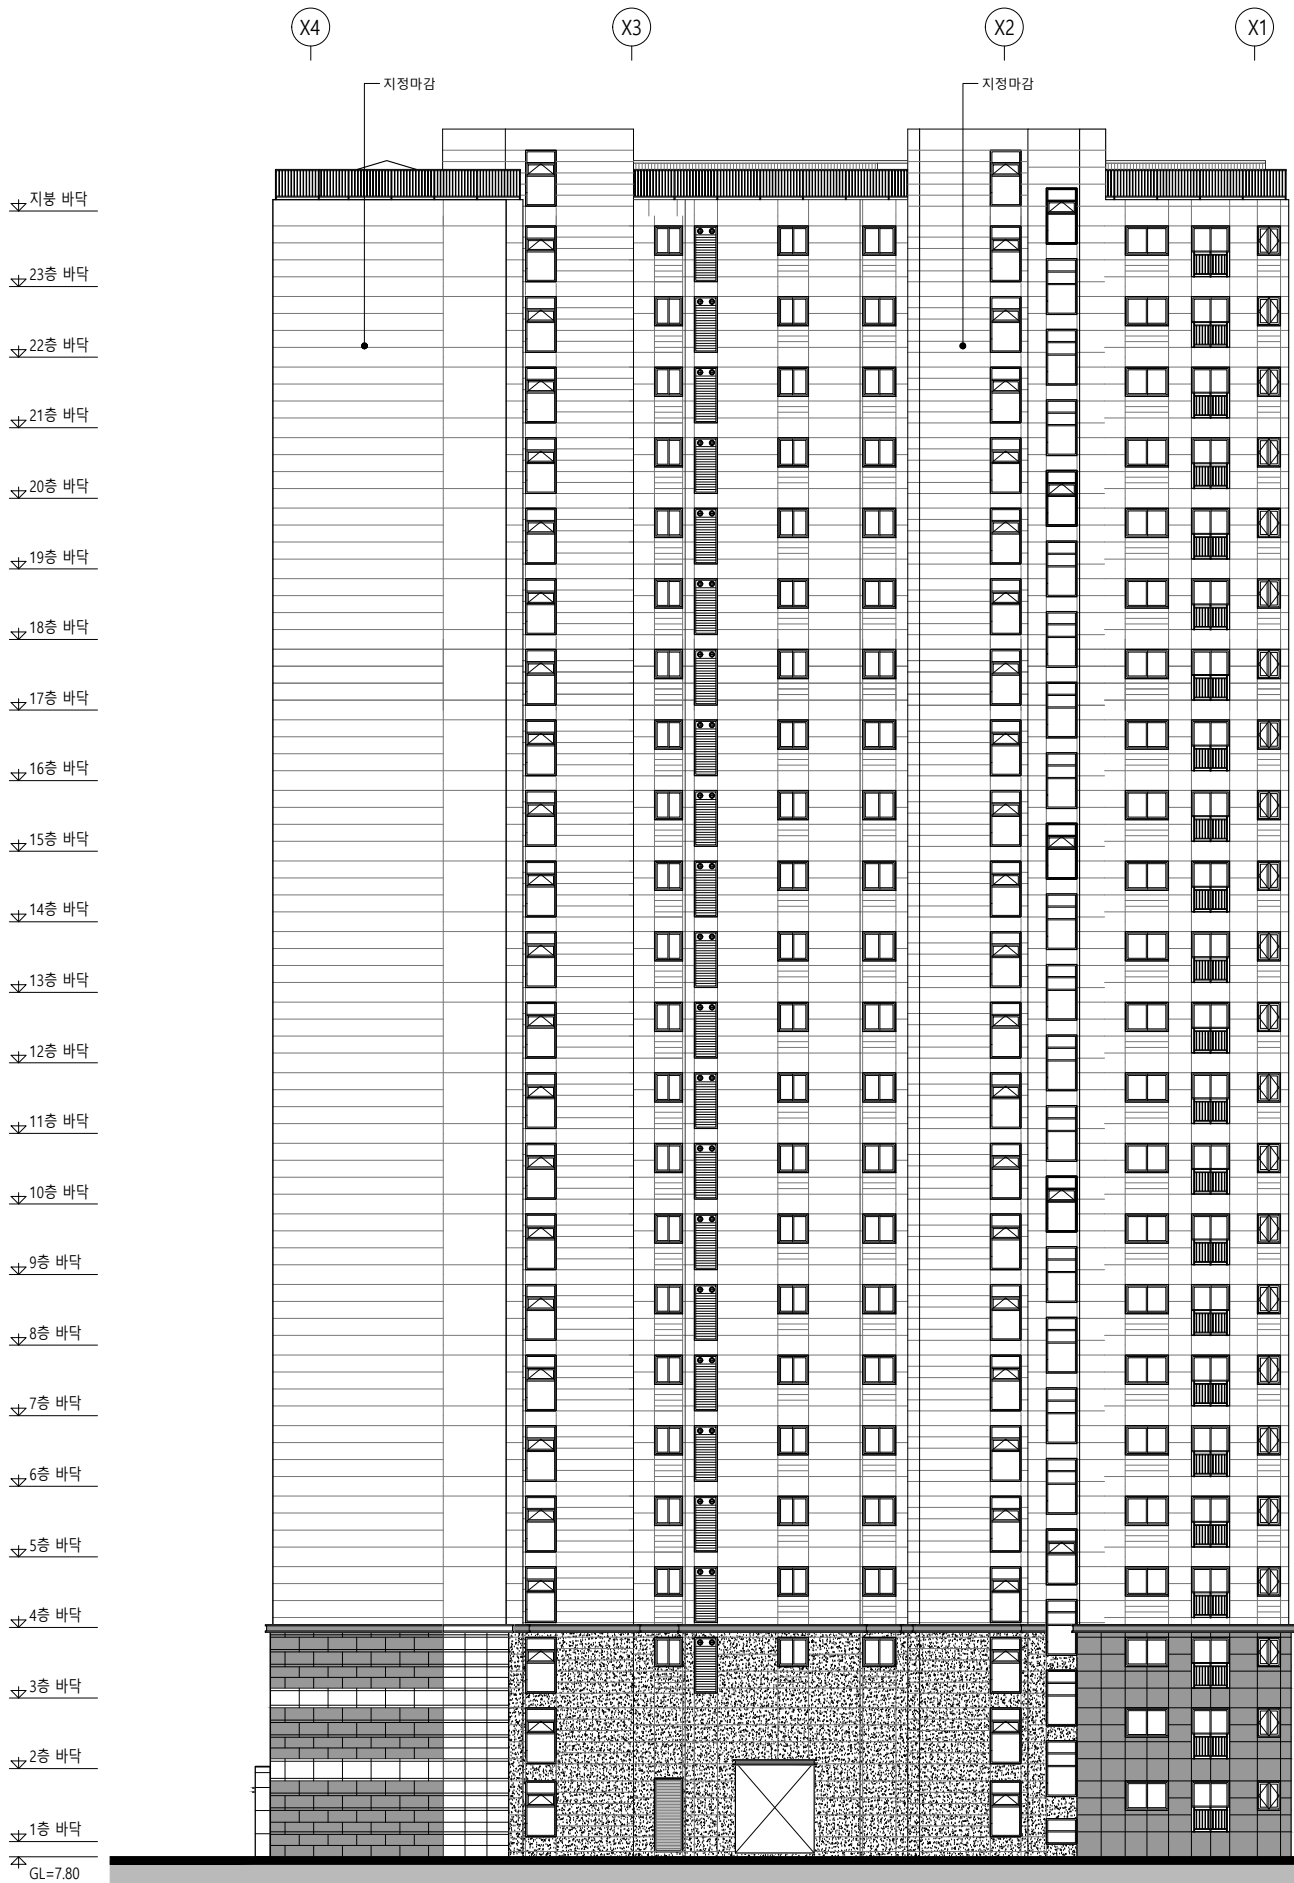 X4 X3 X2 X1
지정마감 지정마감
지붕 바닥
23층 바닥
22층 바닥
21층 바닥
20층 바닥
19층 바닥
18층 바닥
17층 바닥
16층 바닥
15층 바닥
14층 바닥
13층 바닥
12층 바닥
11층 바닥
10층 바닥
9층 바닥
8층 바닥
7층 바닥
6층 바닥
5층 바닥
4층 바닥
3층 바닥
2층 바닥
1층 바닥
GL=7.80